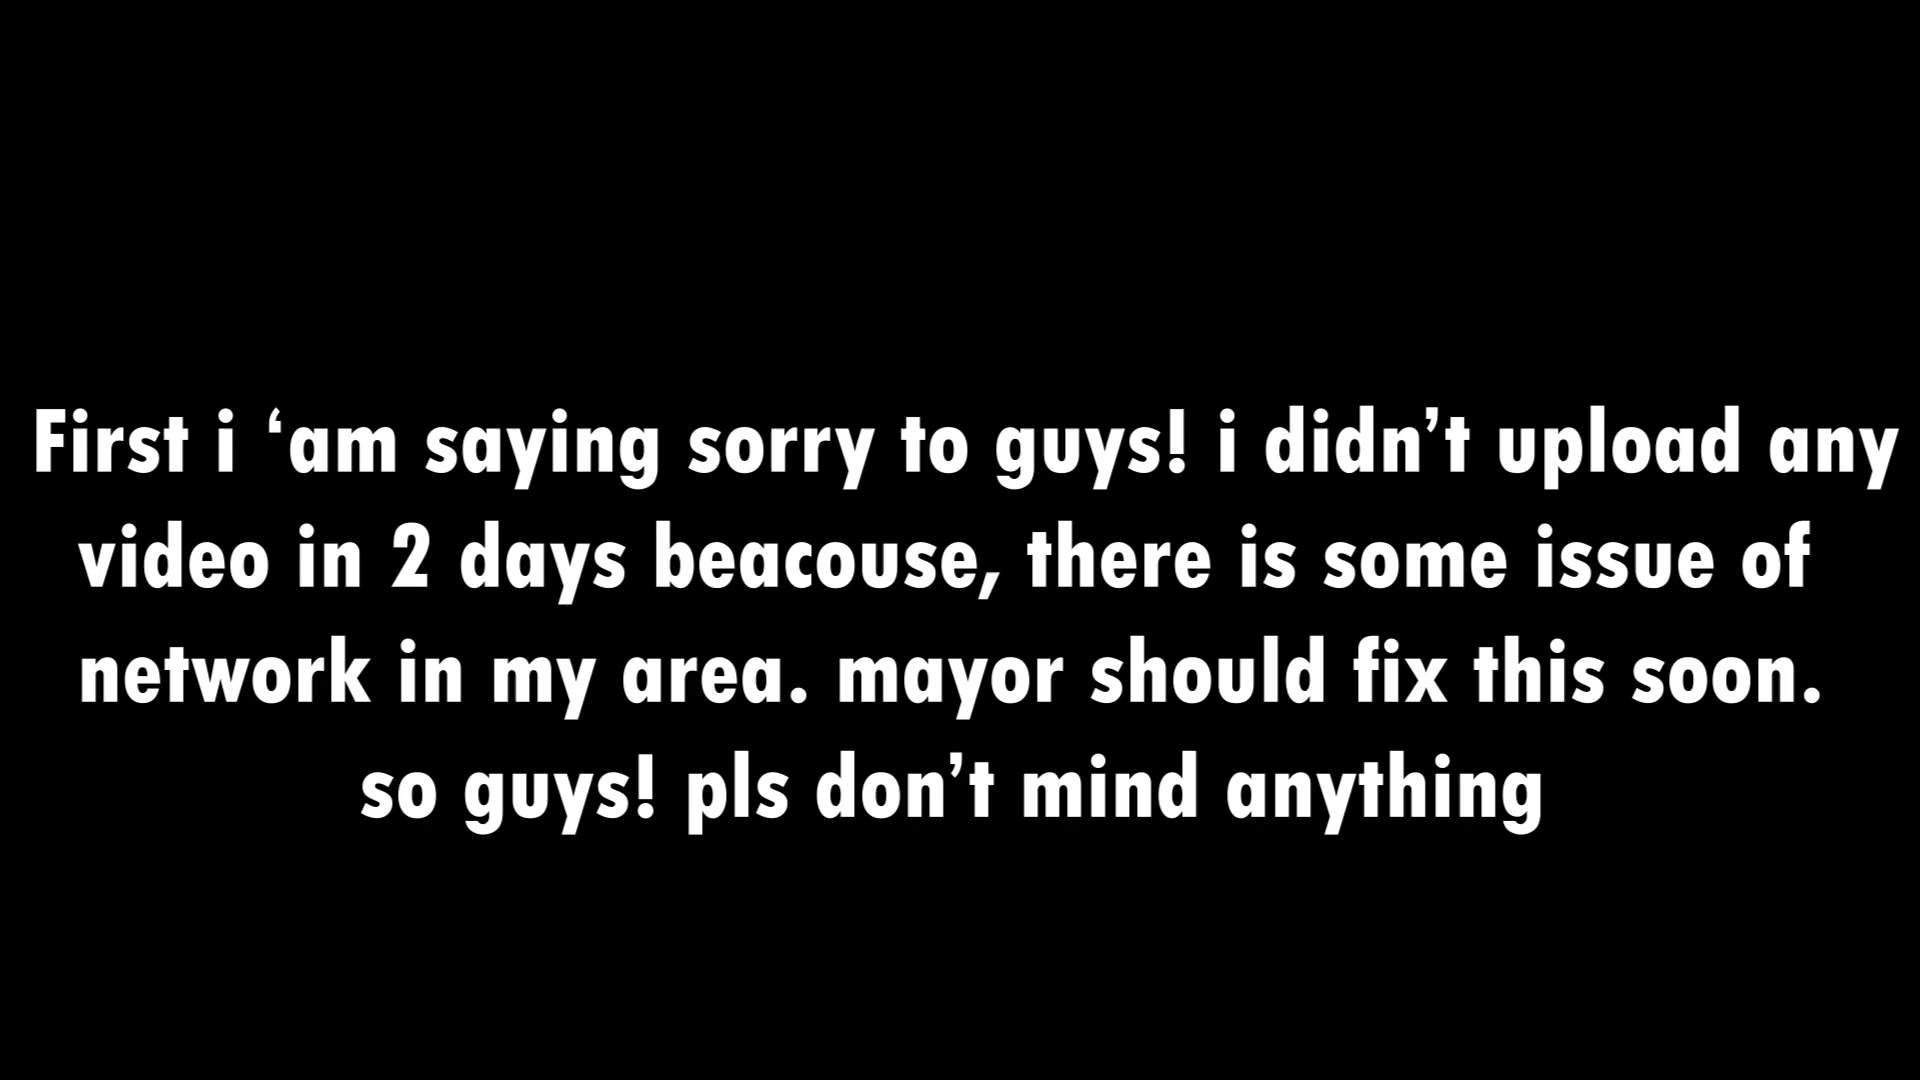 First i ‘am saying sorry to guys! i didn’t upload any
video in 2 days beacouse, there is some issue of
network in my area. mayor should fix this soon.
so guys! pls don’t mind anything